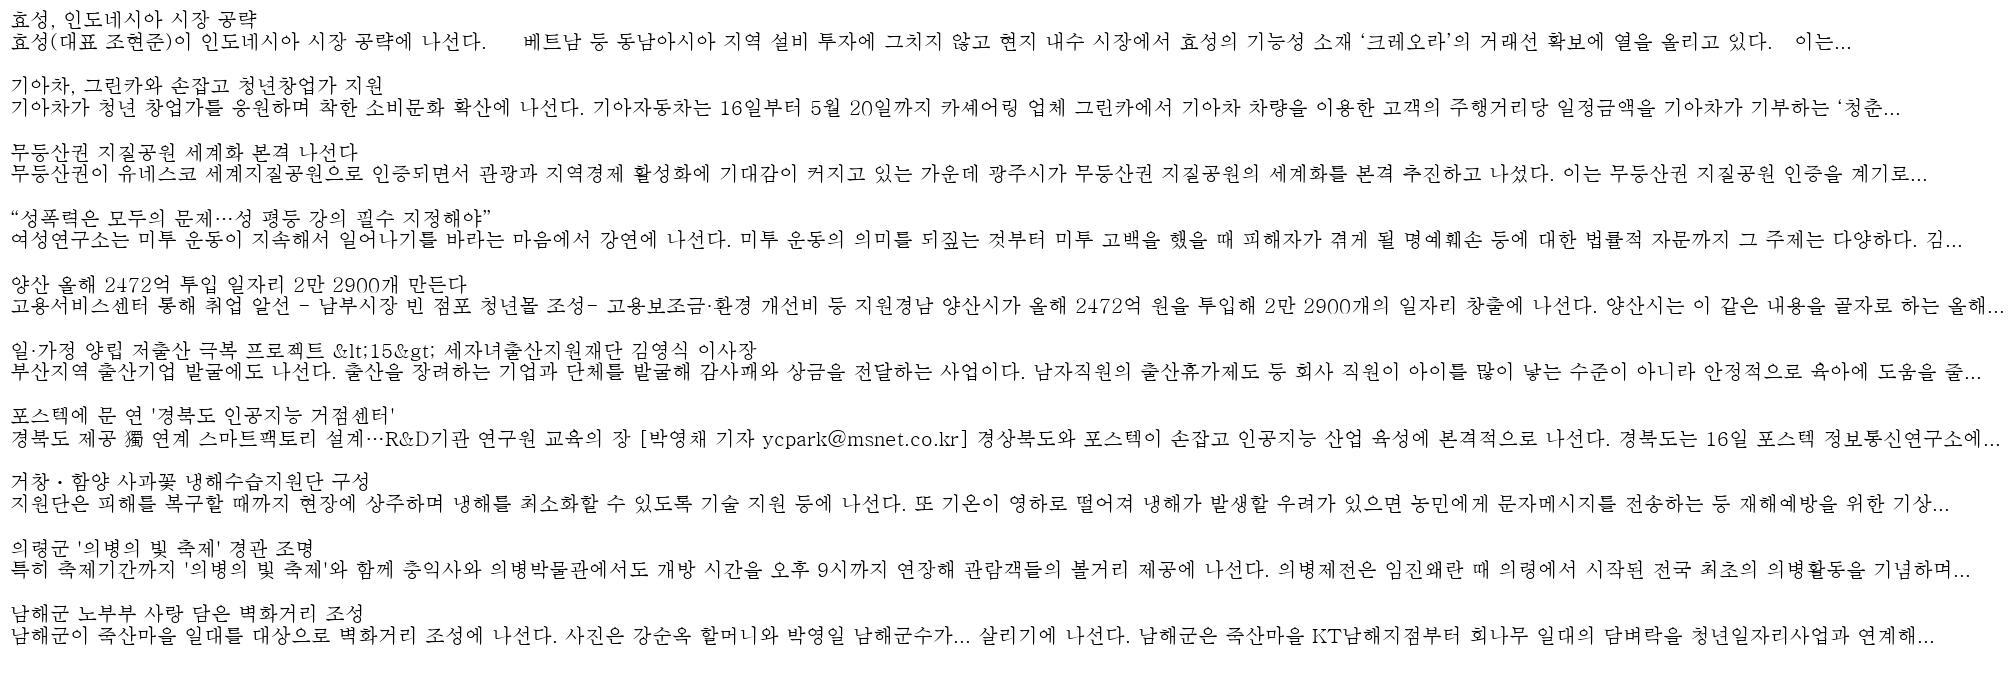 효성, 인도네시아 시장 공략
효성(대표 조현준)이 인도네시아 시장 공략에 나선다. 베트남 등 동남아시아 지역 설비 투자에 그치지 않고 현지 내수 시장에서 효성의 기능성 소재 ‘크레오라’의 거래선 확보에 열을 올리고 있다. 이는...
기아차, 그린카와 손잡고 청년창업가 지원
기아차가 청년 창업가를 응원하며 착한 소비문화 확산에 나선다. 기아자동차는 16일부터 5월 20일까지 카셰어링 업체 그린카에서 기아차 차량을 이용한 고객의 주행거리당 일정금액을 기아차가 기부하는 ‘청춘...
무등산권 지질공원 세계화 본격 나선다
무등산권이 유네스코 세계지질공원으로 인증되면서 관광과 지역경제 활성화에 기대감이 커지고 있는 가운데 광주시가 무등산권 지질공원의 세계화를 본격 추진하고 나섰다. 이는 무등산권 지질공원 인증을 계기로...
“성폭력은 모두의 문제…성 평등 강의 필수 지정해야”
여성연구소는 미투 운동이 지속해서 일어나기를 바라는 마음에서 강연에 나선다. 미투 운동의 의미를 되짚는 것부터 미투 고백을 했을 때 피해자가 겪게 될 명예훼손 등에 대한 법률적 자문까지 그 주제는 다양하다. 김...
양산 올해 2472억 투입 일자리 2만 2900개 만든다
고용서비스센터 통해 취업 알선 - 남부시장 빈 점포 청년몰 조성- 고용보조금·환경 개선비 등 지원경남 양산시가 올해 2472억 원을 투입해 2만 2900개의 일자리 창출에 나선다. 양산시는 이 같은 내용을 골자로 하는 올해...
일·가정 양립 저출산 극복 프로젝트 &lt;15&gt; 세자녀출산지원재단 김영식 이사장
부산지역 출산기업 발굴에도 나선다. 출산을 장려하는 기업과 단체를 발굴해 감사패와 상금을 전달하는 사업이다. 남자직원의 출산휴가제도 등 회사 직원이 아이를 많이 낳는 수준이 아니라 안정적으로 육아에 도움을 줄...
포스텍에 문 연 '경북도 인공지능 거점센터'
경북도 제공 獨 연계 스마트팩토리 설계…R&D기관 연구원 교육의 장 [박영채 기자 ycpark@msnet.co.kr] 경상북도와 포스텍이 손잡고 인공지능 산업 육성에 본격적으로 나선다. 경북도는 16일 포스텍 정보통신연구소에...
거창·함양 사과꽃 냉해수습지원단 구성
지원단은 피해를 복구할 때까지 현장에 상주하며 냉해를 최소화할 수 있도록 기술 지원 등에 나선다. 또 기온이 영하로 떨어져 냉해가 발생할 우려가 있으면 농민에게 문자메시지를 전송하는 등 재해예방을 위한 기상...
의령군 '의병의 빛 축제' 경관 조명
특히 축제기간까지 '의병의 빛 축제'와 함께 충익사와 의병박물관에서도 개방 시간을 오후 9시까지 연장해 관람객들의 볼거리 제공에 나선다. 의병제전은 임진왜란 때 의령에서 시작된 전국 최초의 의병활동을 기념하며...
남해군 노부부 사랑 담은 벽화거리 조성
남해군이 죽산마을 일대를 대상으로 벽화거리 조성에 나선다. 사진은 강순옥 할머니와 박영일 남해군수가... 살리기에 나선다. 남해군은 죽산마을 KT남해지점부터 회나무 일대의 담벼락을 청년일자리사업과 연계해...